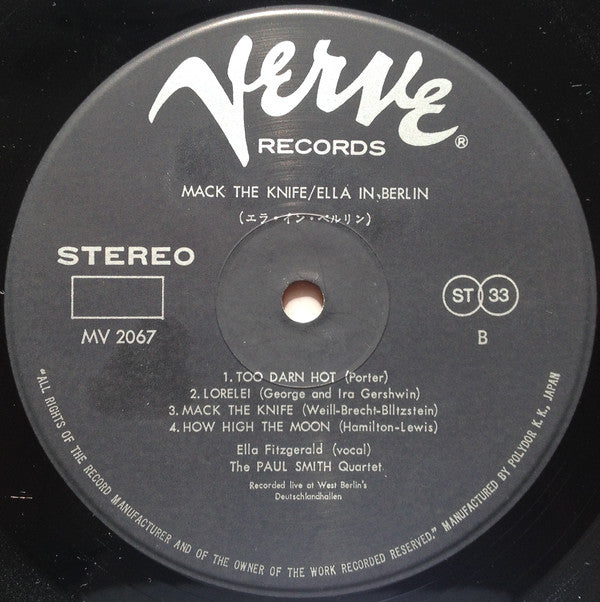 Verve
RECORDS ®
MACK THE KNIFE/ELLA IN BERLIN
(エラ・イン・ベルリン)
STEREO
MV 2067
ST 33
B
1. TOO DARN HOT (Porter)
2. LORELEI (George and Ira Gershwin)
3. MACK THE KNIFE (Weill-Brecht-Blitzstein)
4. HOW HIGH THE MOON (Hamilton-Lewis)
Ella Fitzgerald (vocal)
The PAUL SMITH Quartet
Recorded live at West Berlin's
Deutschlandhallen
"ALL RIGHTS OF THE RECORD MANUFACTURER AND OF THE OWNER OF THE WORK RECORDED RESERVED." MANUFACTURED BY POLYDOR K. K., JAPAN